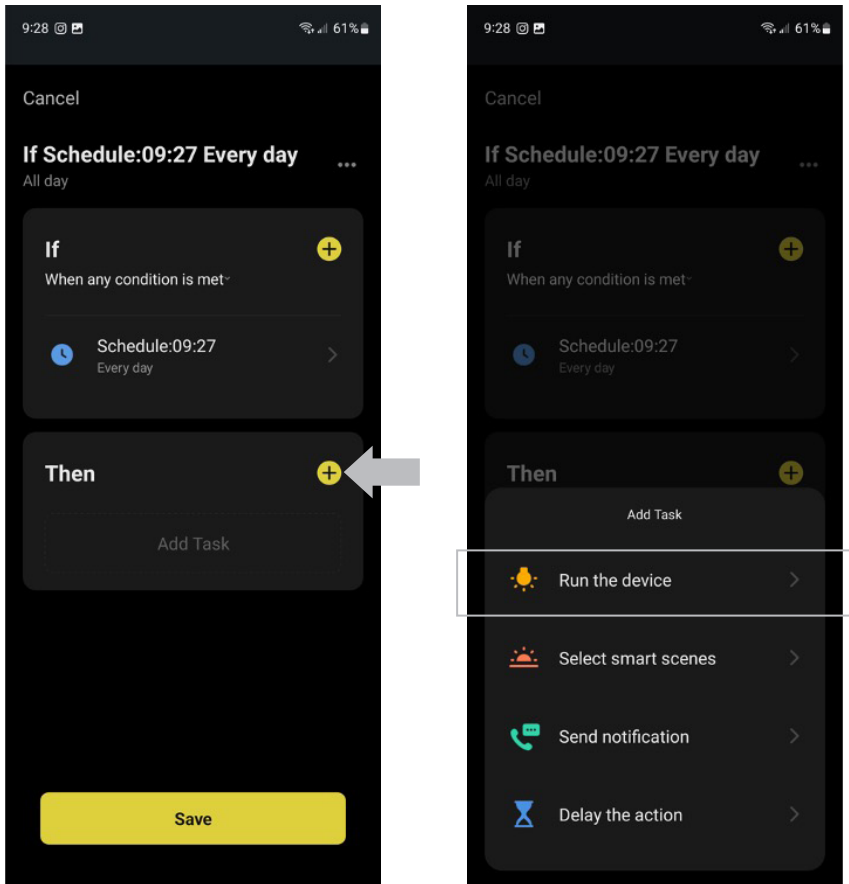 9:28 61%
Cancel
If Schedule:09:27 Every day
All day
If
When any condition is met
Schedule:09:27
Every day
Then
Add Task
Save
9:28 61%
Cancel
If Schedule:09:27 Every day
All day
If
When any condition is met
Schedule:09:27
Every day
Then
Add Task
Run the device
Select smart scenes
Send notification
Delay the action